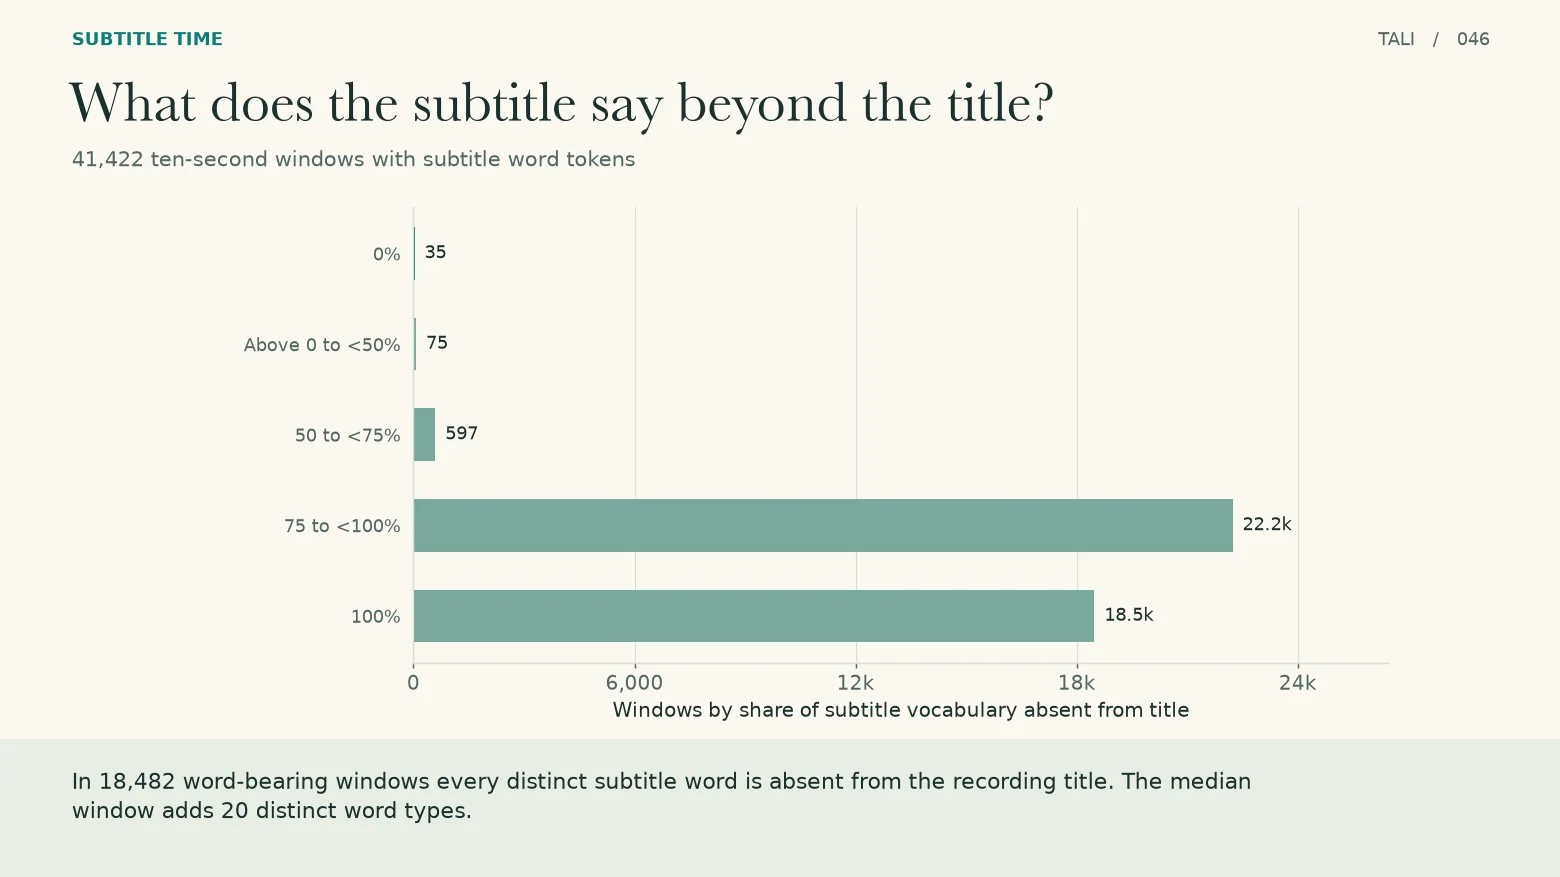 SUBTITLE TIME
TALI / 046
What does the subtitle say beyond the title?
41,422 ten-second windows with subtitle word tokens
0%
35
Above 0 to <50%
75
50 to <75%
597
75 to <100%
22.2k
100%
18.5k
0
6,000
12k
18k
24k
Windows by share of subtitle vocabulary absent from title
In 18,482 word-bearing windows every distinct subtitle word is absent from the recording title. The median
window adds 20 distinct word types.